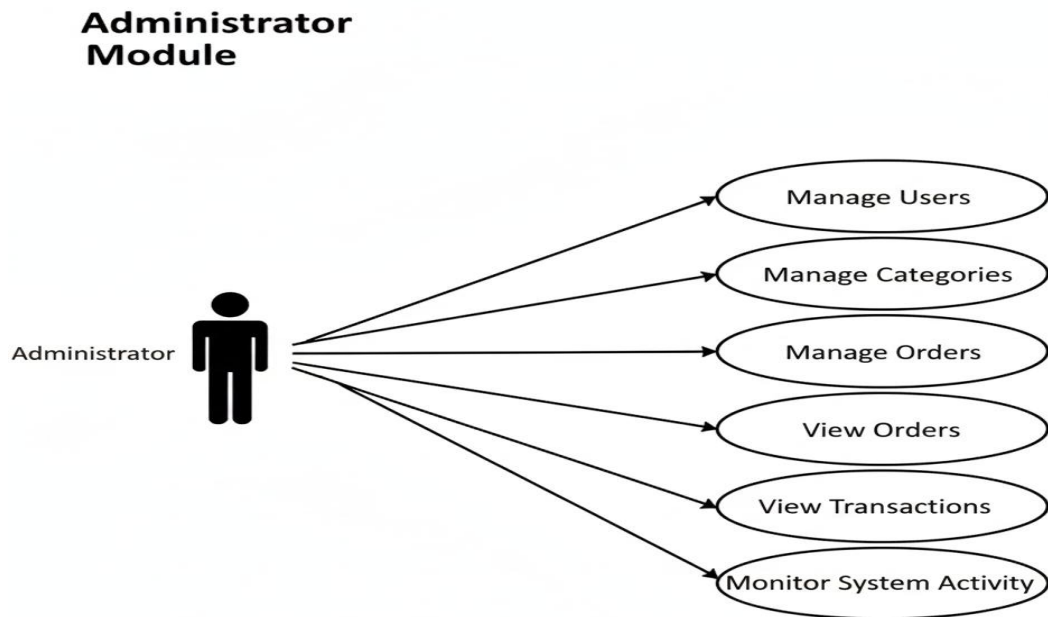 Administrator
Module
Manage Users
Manage Categories
Administrator
Manage Orders
View Orders
View Transactions
Monitor System Activity